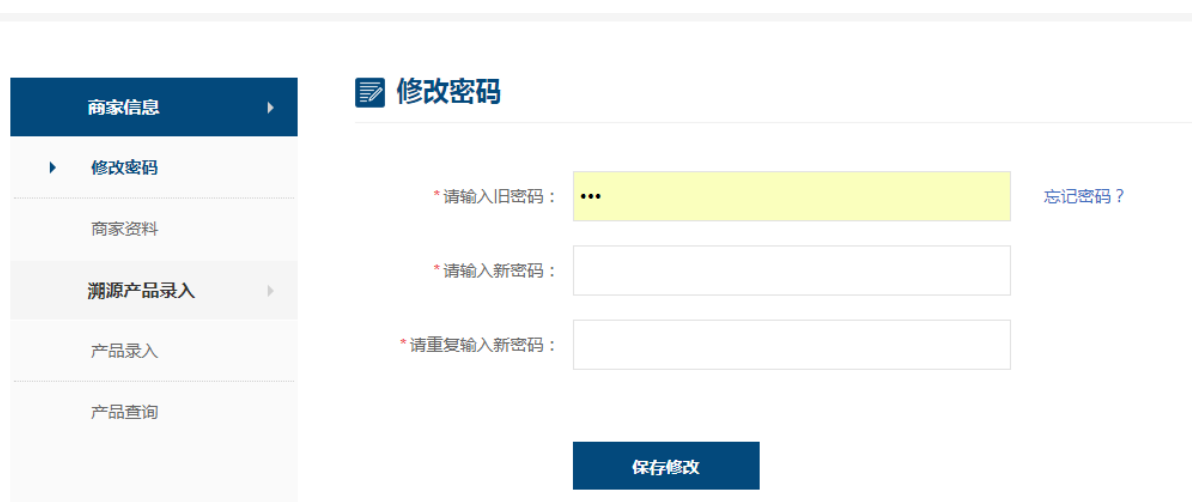 商家信息
修改密码
商家资料
溯源产品录入
产品录入
产品查询
修改密码
*请输入旧密码： ••• 忘记密码？
*请输入新密码：
*请重复输入新密码：
保存修改